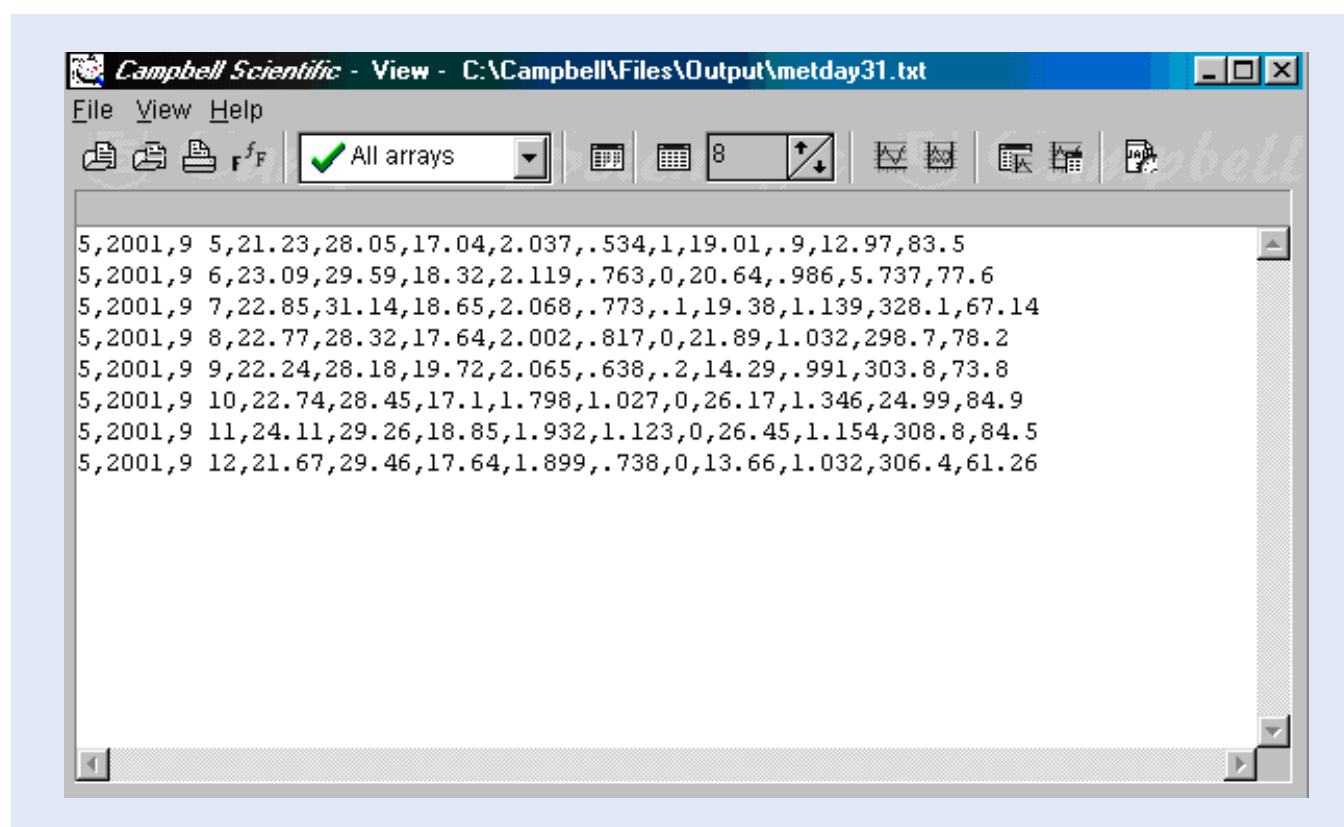 Campbell Scientific - View - C:\Campbell\Files\Output\metday31.txt
File View Help
All arrays 8
5,2001,9 5,21.23,28.05,17.04,2.037,.534,1,19.01,.9,12.97,83.5
5,2001,9 6,23.09,29.59,18.32,2.119,.763,0,20.64,.986,5.737,77.6
5,2001,9 7,22.85,31.14,18.65,2.068,.773,.1,19.38,1.139,328.1,67.14
5,2001,9 8,22.77,28.32,17.64,2.002,.817,0,21.89,1.032,298.7,78.2
5,2001,9 9,22.24,28.18,19.72,2.065,.638,.2,14.29,.991,303.8,73.8
5,2001,9 10,22.74,28.45,17.1,1.798,1.027,0,26.17,1.346,24.99,84.9
5,2001,9 11,24.11,29.26,18.85,1.932,1.123,0,26.45,1.154,308.8,84.5
5,2001,9 12,21.67,29.46,17.64,1.899,.738,0,13.66,1.032,306.4,61.26